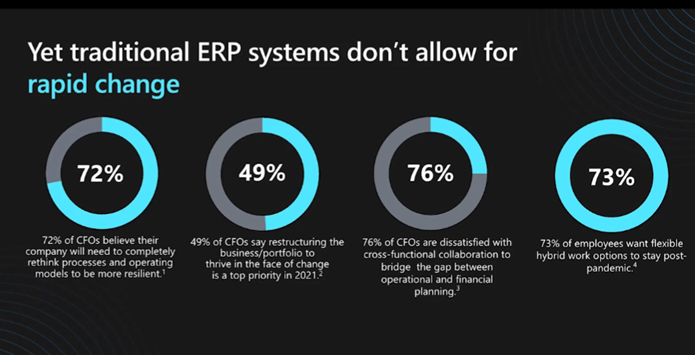 Yet traditional ERP systems don't allow for
rapid change
72%
49%
76%
73%
72% of CFOs believe their
company will need to completely
rethink processes and operating
models to be more resilient.¹
49% of CFOs say restructuring the
business/portfolio to
thrive in the face of change
is a top priority in 2021.²
76% of CFOs are dissatisfied with
cross-functional collaboration to
bridge the gap between
operational and financial
planning.³
73% of employees want flexible
hybrid work options to stay post-
pandemic.⁴